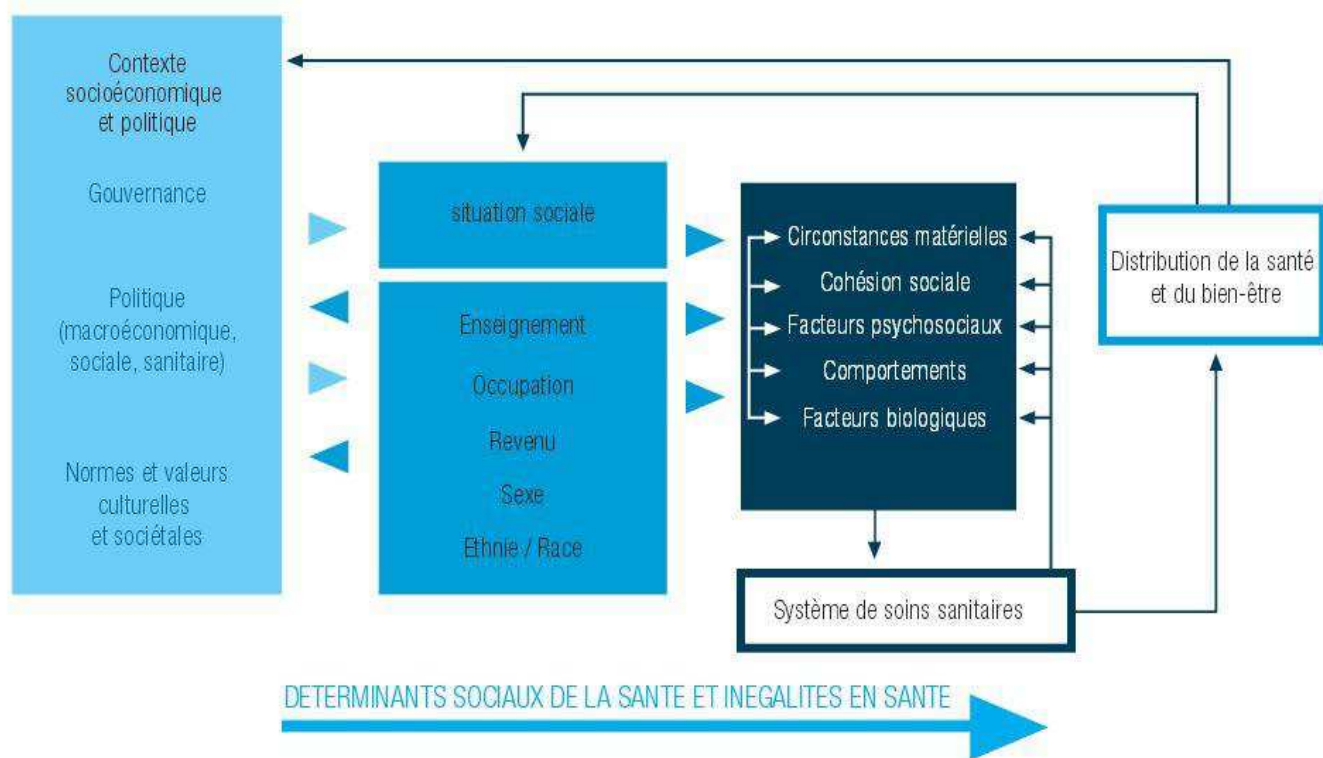 Contexte
socioéconomique
et politique
Gouvernance
Politique
(macroéconomique,
sociale, sanitaire)
Normes et valeurs
culturelles
et sociétales
situation sociale
Enseignement
Occupation
Revenu
Sexe
Ethnie / Race
Circonstances matérielles
Cohésion sociale
Facteurs psychosociaux
Comportements
Facteurs biologiques
Distribution de la santé
et du bien-être
Système de soins sanitaires
DETERMINANTS SOCIAUX DE LA SANTE ET INEGALITES EN SANTE